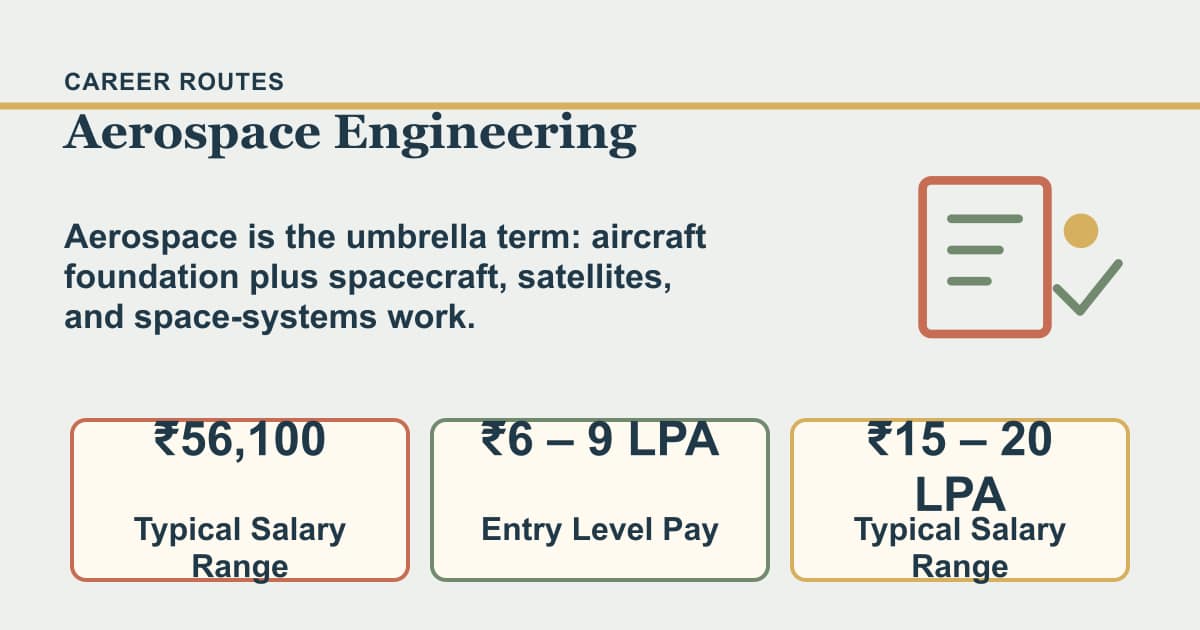 CAREER ROUTES
Aerospace Engineering
Aerospace is the umbrella term: aircraft
foundation plus spacecraft, satellites,
and space-systems work.
₹56,100
Typical Salary
Range
₹6 – 9 LPA
Entry Level Pay
₹15 – 20
LPA
Typical Salary
Range